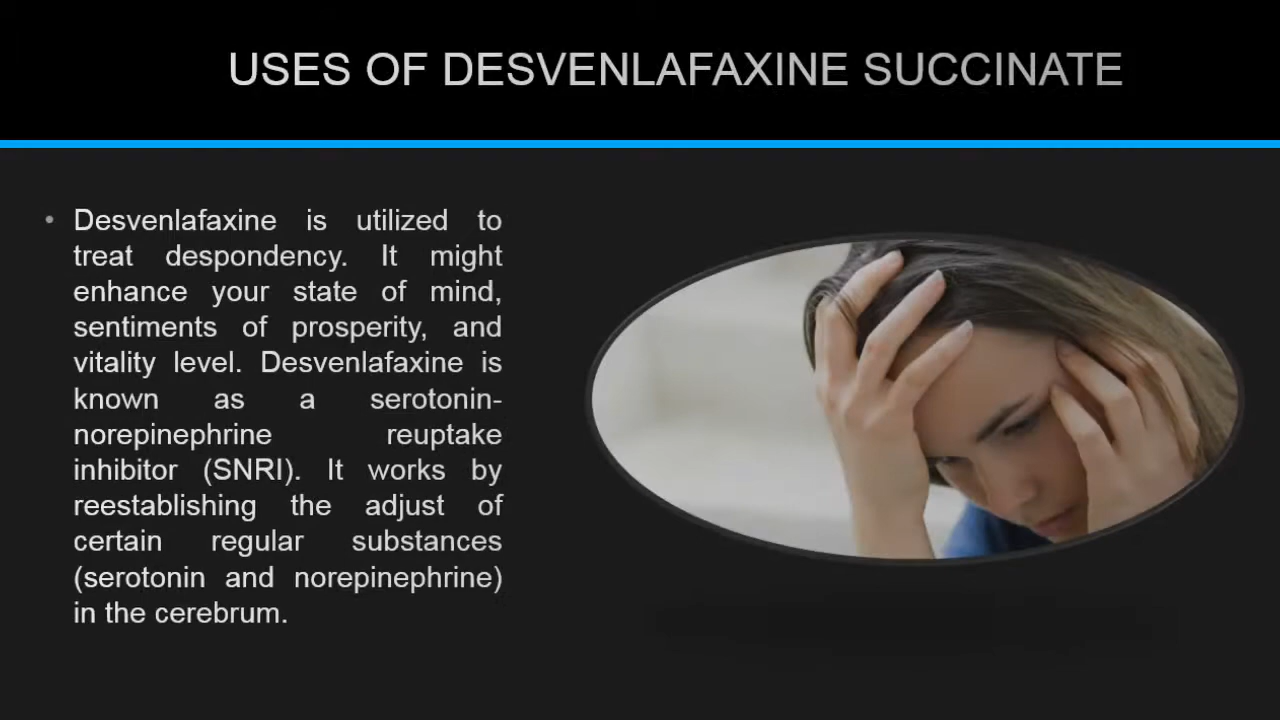 USES OF DESVENLAFAXINE SUCCINATE
• Desvenlafaxine is utilized to
treat despondency. It might
enhance your state of mind,
sentiments of prosperity, and
vitality level. Desvenlafaxine is
known as a serotonin-
norepinephrine reuptake
inhibitor (SNRI). It works by
reestablishing the adjust of
certain regular substances
(serotonin and norepinephrine)
in the cerebrum.